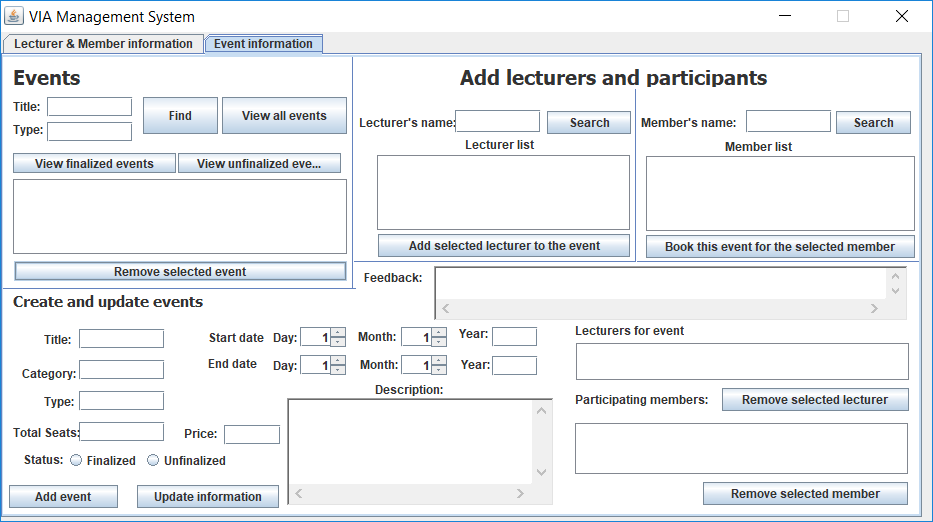 VIA Management System
Lecturer & Member information
Event information
Events
Title:
Type:
Find
View all events
View finalized events
View unfinalized eve...
Remove selected event
Add lecturers and participants
Lecturer's name:
Search
Lecturer list
Add selected lecturer to the event
Member's name:
Search
Member list
Book this event for the selected member
Feedback:
Create and update events
Title:
Category:
Type:
Total Seats:
Price:
Status:
Finalized
Unfinalized
Add event
Update information
Start date Day: 1 Month: 1 Year:
End date Day: 1 Month: 1 Year:
Description:
Lecturers for event
Participating members:
Remove selected lecturer
Remove selected member